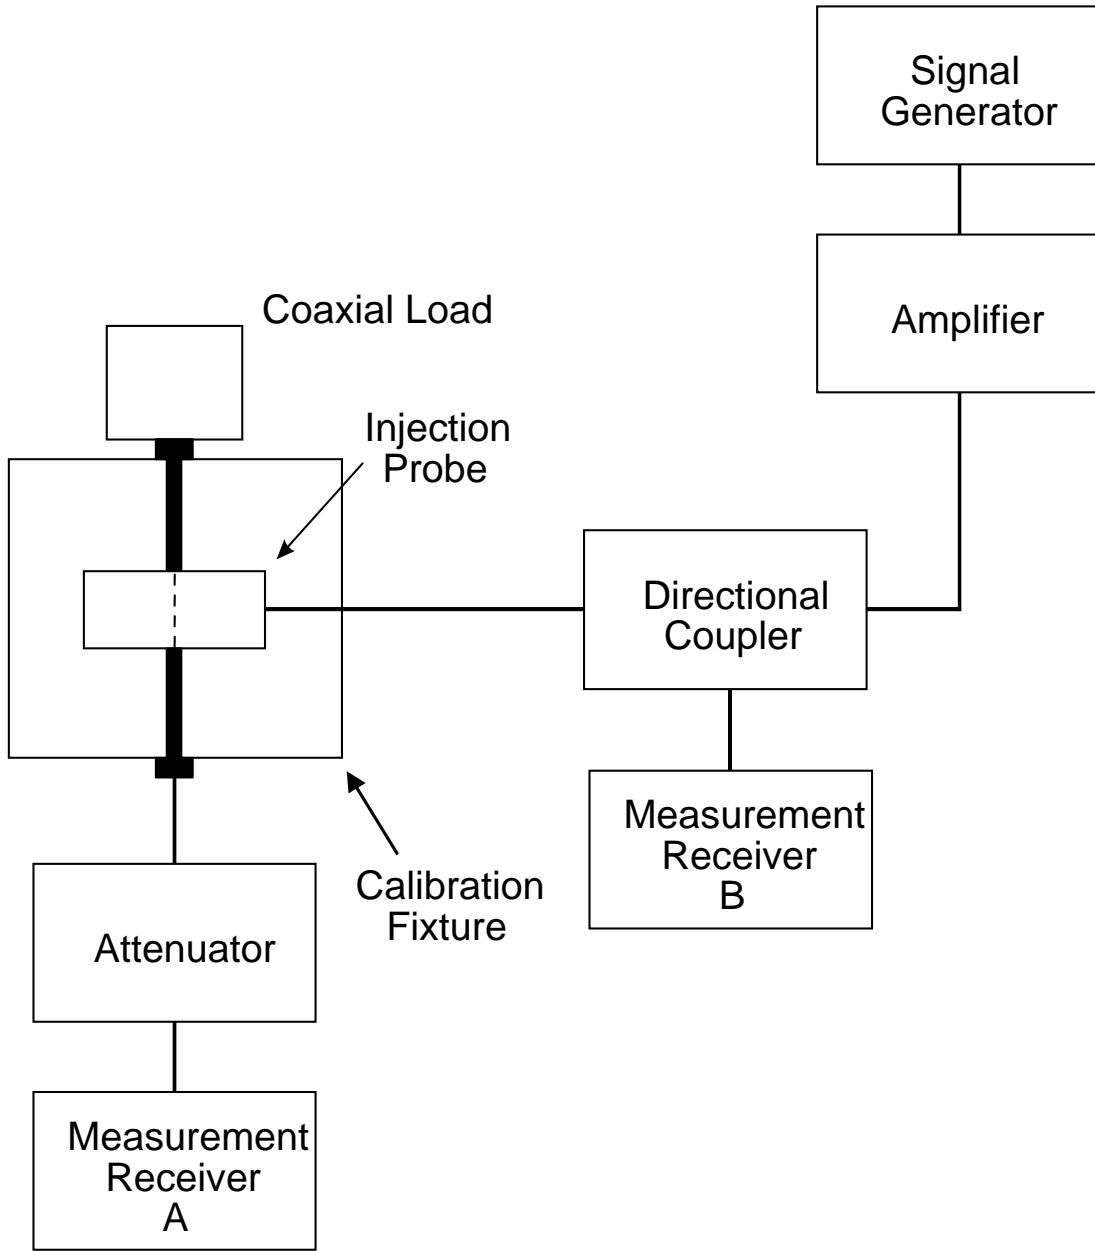 Signal
Generator
Amplifier
Coaxial Load
Injection
Probe
Directional
Coupler
Measurement
Receiver
B
Calibration
Fixture
Attenuator
Measurement
Receiver
A